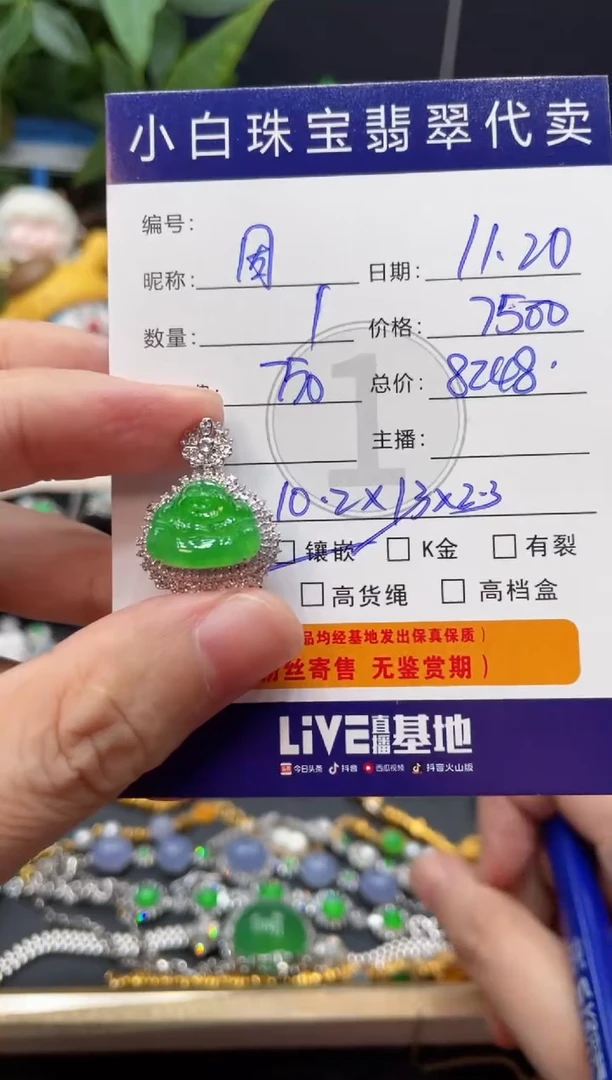 小白珠宝翡翠代卖
编号:
昵称: 日期: 11.20
数量: 1 价格: 7500
750 总价: 8248.
主播:
1
10.2×13×2.3
镶嵌 K金 有裂
高货绳 高档盒
品均经基地发出保真保质)
丝寄售 无鉴赏期)
LiVE直播基地
今日头条 抖音 西瓜视频 抖音火山版